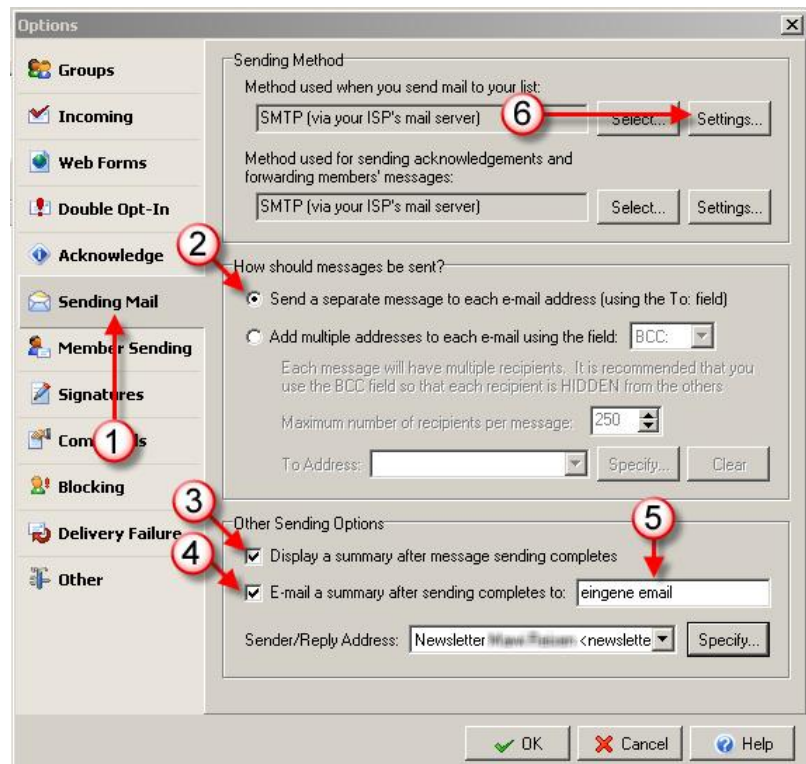 Options
Groups
Incoming
Web Forms
Double Opt-In
Acknowledge
Sending Mail
Member Sending
Signatures
Blocking
Delivery Failure
Other
Sending Method
Method used when you send mail to your list:
SMTP (via your ISP's mail server) Select... Settings...
Method used for sending acknowledgements and
forwarding members' messages:
SMTP (via your ISP's mail server) Select... Settings...
How should messages be sent?
Send a separate message to each e-mail address (using the To: field)
Add multiple addresses to each e-mail using the field: BCC:
Each message will have multiple recipients. It is recommended that you
use the BCC field so that each recipient is HIDDEN from the others
Maximum number of recipients per message: 250
To Address: Specify... Clear
Other Sending Options
Display a summary after message sending completes
E-mail a summary after sending completes to: eingene email
Sender/Reply Address: Newsletter <newslette Specify...
OK Cancel Help
1
2
3
4
5
6